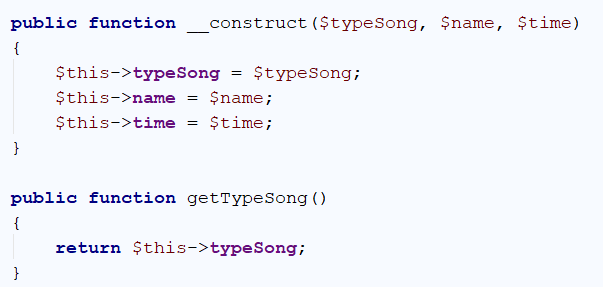 public function __construct($typeSong, $name, $time)
{
    $this->typeSong = $typeSong;
    $this->name = $name;
    $this->time = $time;
}

public function getTypeSong()
{
    return $this->typeSong;
}